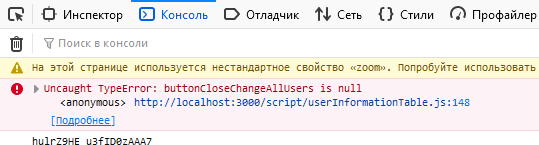 Инспектор Консоль Отладчик Сеть Стили Профайлер
Поиск в консоли
На этой странице используется нестандартное свойство «zoom». Попробуйте использовать
Uncaught TypeError: buttonCloseChangeAllUsers is null
<anonymous> http://localhost:3000/script/userInformationTable.js:148
[Подробнее]
hulrZ9HE u3fID0zAAA7